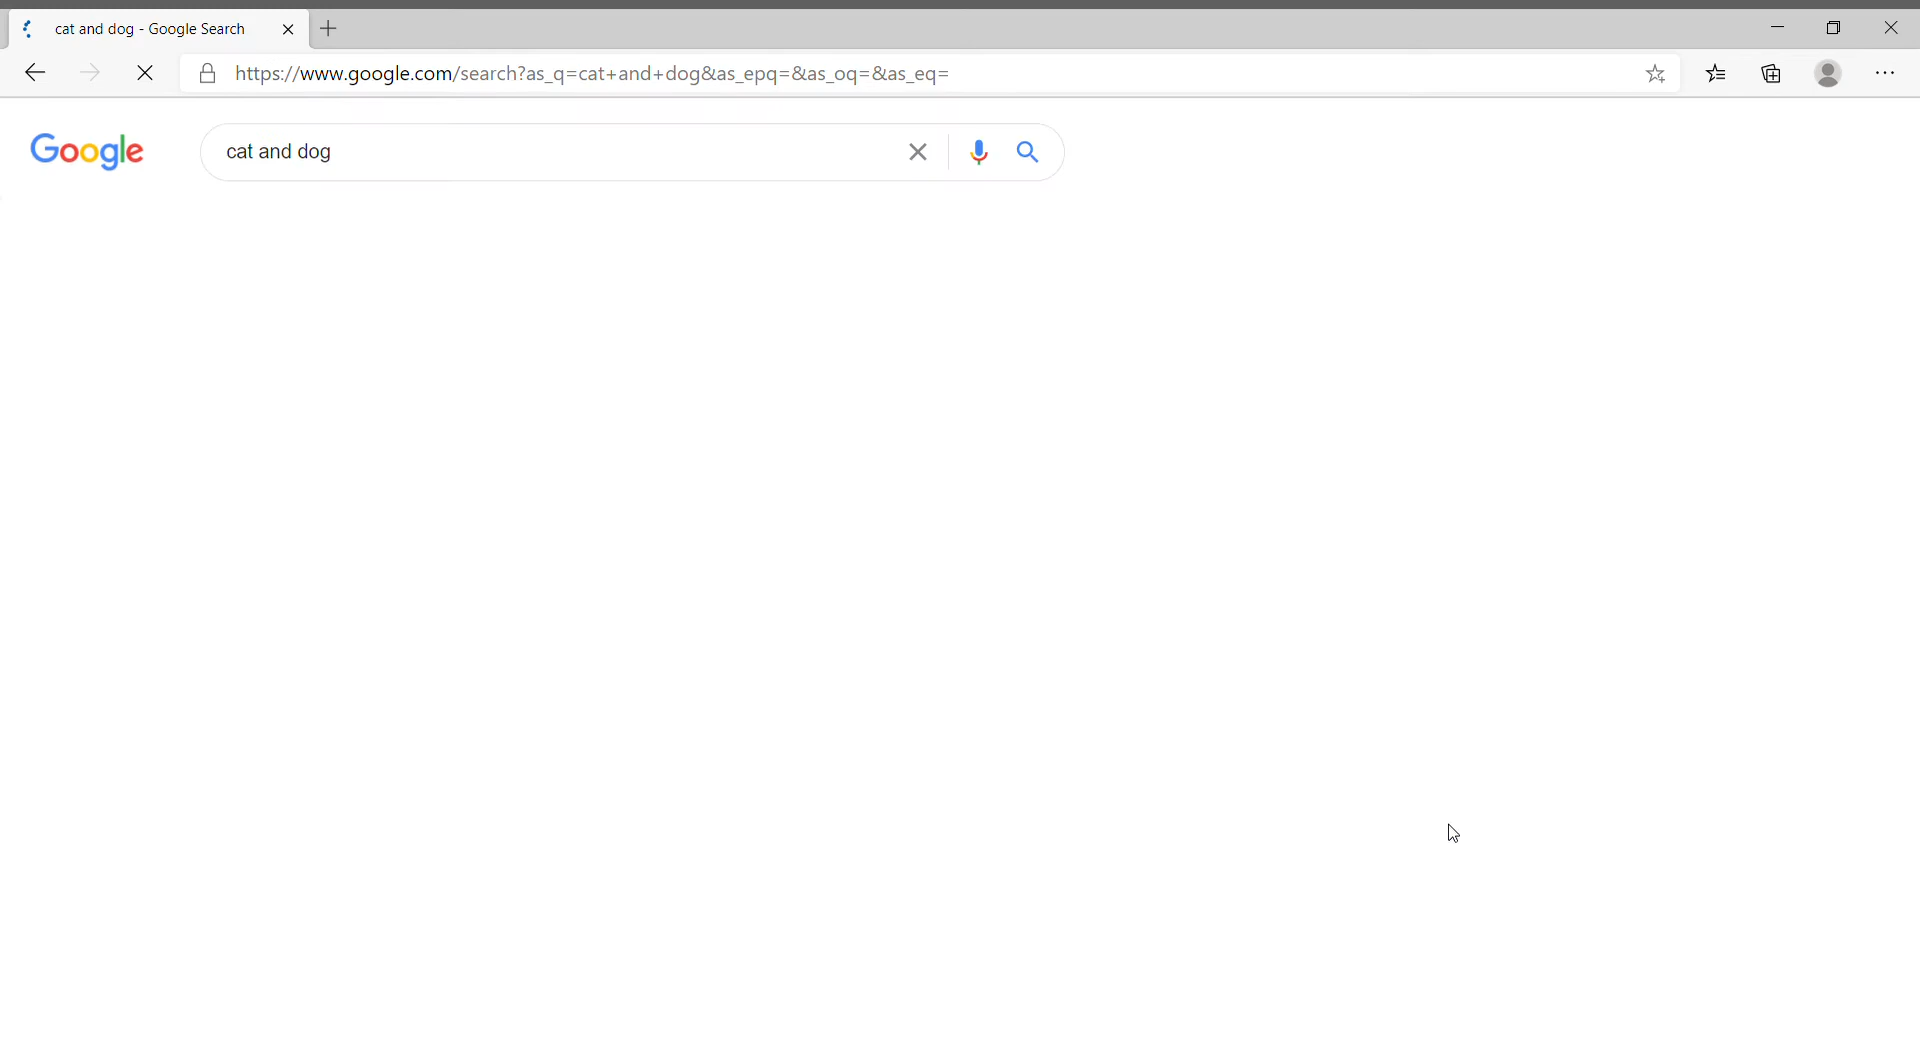 cat and dog - Google Search
https://www.google.com/search?as_q=cat+and+dog&as_epq=&as_oq=&as_eq=
Google
cat and dog